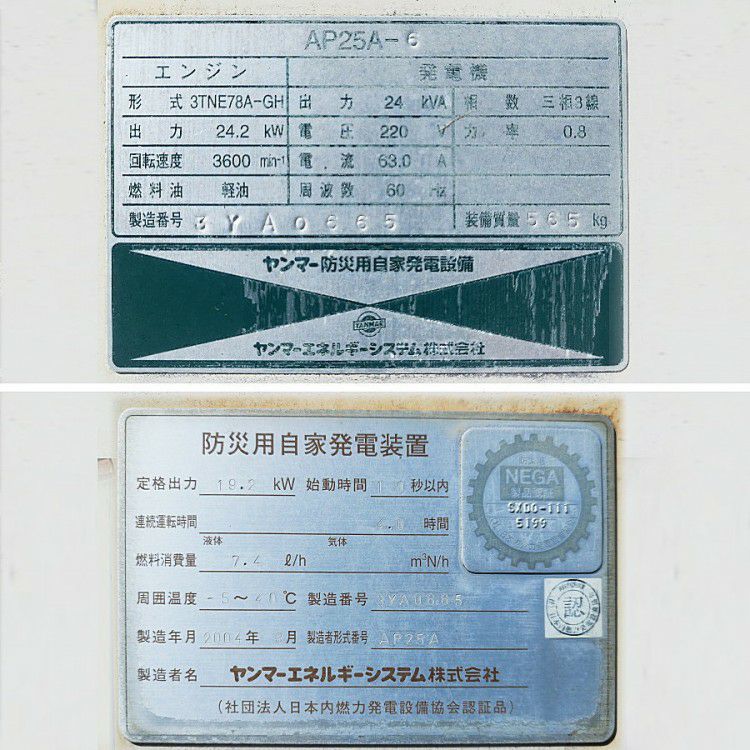 AP25A-6
エンジン 発電機
形式 3TNE78A-GH 出力 24 kVA 相数 三相3線
出力 24.2 kW 電圧 220 V 力率 0.8
回転速度 3600 min-1 電流 63.0 A
燃料油 軽油 周波数 60 Hz
製造番号 3YA0665 装備質量 565 kg
ヤンマー防災用自家発電設備
YANMAR
ヤンマーエネルギーシステム株式会社
防災用自家発電装置
定格出力 19.2 kW 始動時間 秒以内
連続運転時間 時間
液体 気体
燃料消費量 7.4 ℓ/h m³N/h
周囲温度 -5～40℃ 製造番号 3YA0665
製造年月 2004年 月 製造者形式番号 AP25A
製造者名 ヤンマーエネルギーシステム株式会社
(社団法人日本内燃力発電設備協会認証品)
NEGA
製品認証
SXDG-111
5199
認